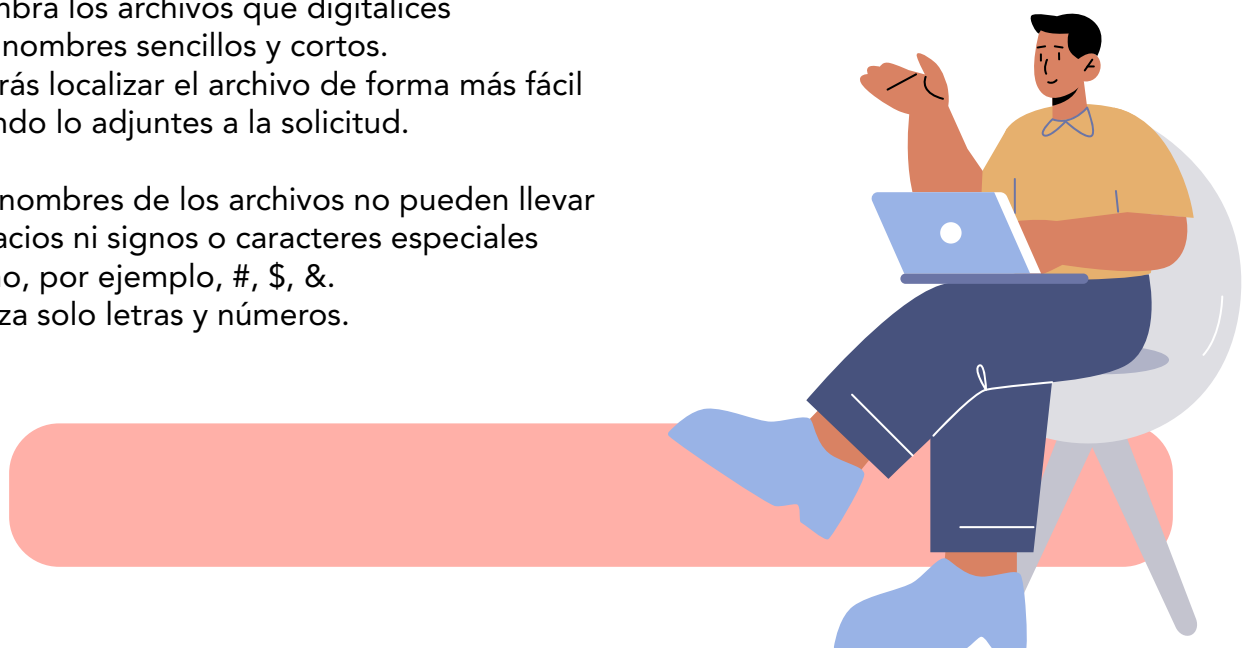 mbra los archivos que digitalices
nombres sencillos y cortos.
rás localizar el archivo de forma más fácil
ndo lo adjuntes a la solicitud.
nombres de los archivos no pueden llevar
acios ni signos o caracteres especiales
o, por ejemplo, #, $, &.
za solo letras y números.